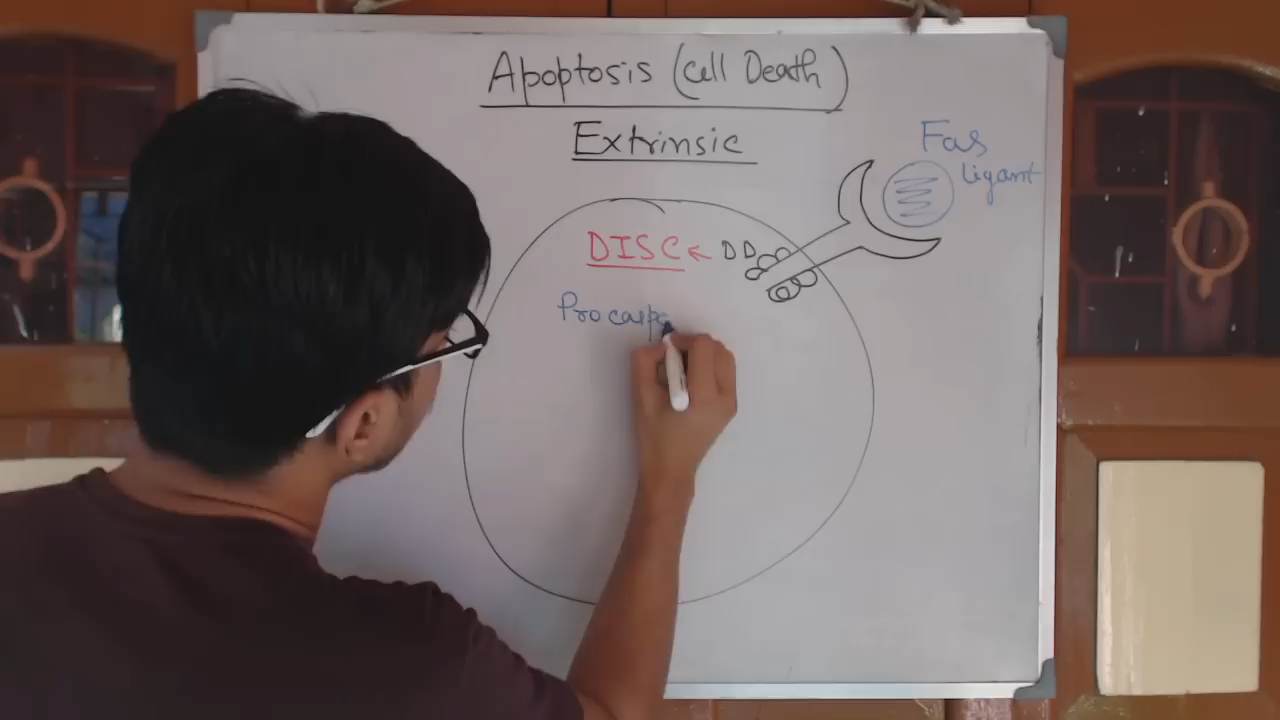 Apoptosis (Cell Death)
Extrinsic
Fas
Ligant
DISC ← DD
Procasp